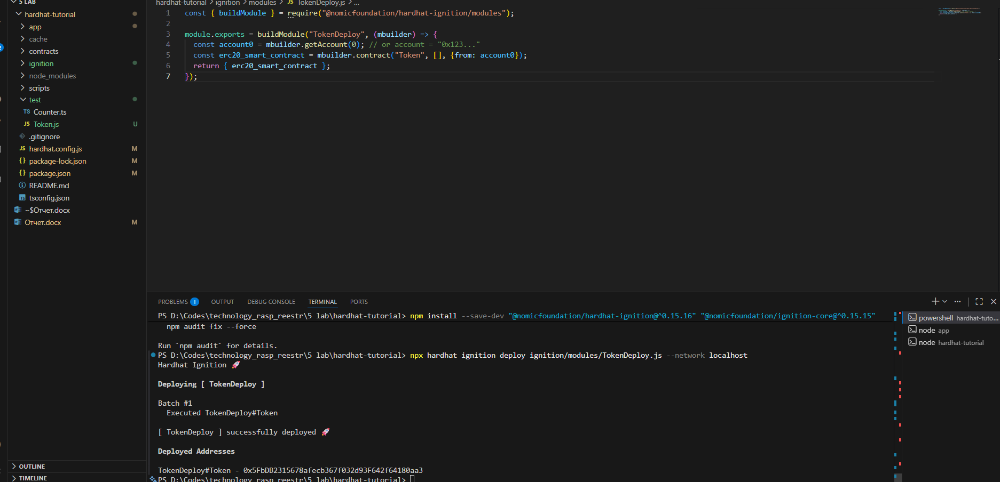 5 LAB
hardhat-tutorial
app
cache
contracts
ignition
node_modules
scripts
test
TS Counter.ts
JS Token.js U
.gitignore
JS hardhat.config.js M
{} package-lock.json M
{} package.json M
README.md
TS tsconfig.json
~$Отчет.docx
Отчет.docx M
OUTLINE
TIMELINE
hardhat-tutorial > ignition > modules > JS TokenDeploy.js > ...
1 const { buildModule } = require("@nomicfoundation/hardhat-ignition/modules");
2
3 module.exports = buildModule("TokenDeploy", (mbuilder) => {
4 const account0 = mbuilder.getAccount(0); // or account = "0x123..."
5 const erc20_smart_contract = mbuilder.contract("Token", [], {from: account0});
6 return { erc20_smart_contract };
7 });
PROBLEMS 1 OUTPUT DEBUG CONSOLE TERMINAL PORTS
PS D:\Codes\technology_rasp_reestr\5 lab\hardhat-tutorial> npm install --save-dev "@nomicfoundation/hardhat-ignition@^0.15.16" "@nomicfoundation/ignition-core@^0.15.15"
npm audit fix --force
Run `npm audit` for details.
PS D:\Codes\technology_rasp_reestr\5 lab\hardhat-tutorial> npx hardhat ignition deploy ignition/modules/TokenDeploy.js --network localhost
Hardhat Ignition 🚀
Deploying [ TokenDeploy ]
Batch #1
Executed TokenDeploy#Token
[ TokenDeploy ] successfully deployed 🚀
Deployed Addresses
TokenDeploy#Token - 0x5FbDB2315678afecb367f032d93F642f64180aa3
PS D:\Codes\technology_rasp_reestr\5 lab\hardhat-tutorial>
powershell hardhat-tuto...
node app
node hardhat-tutorial